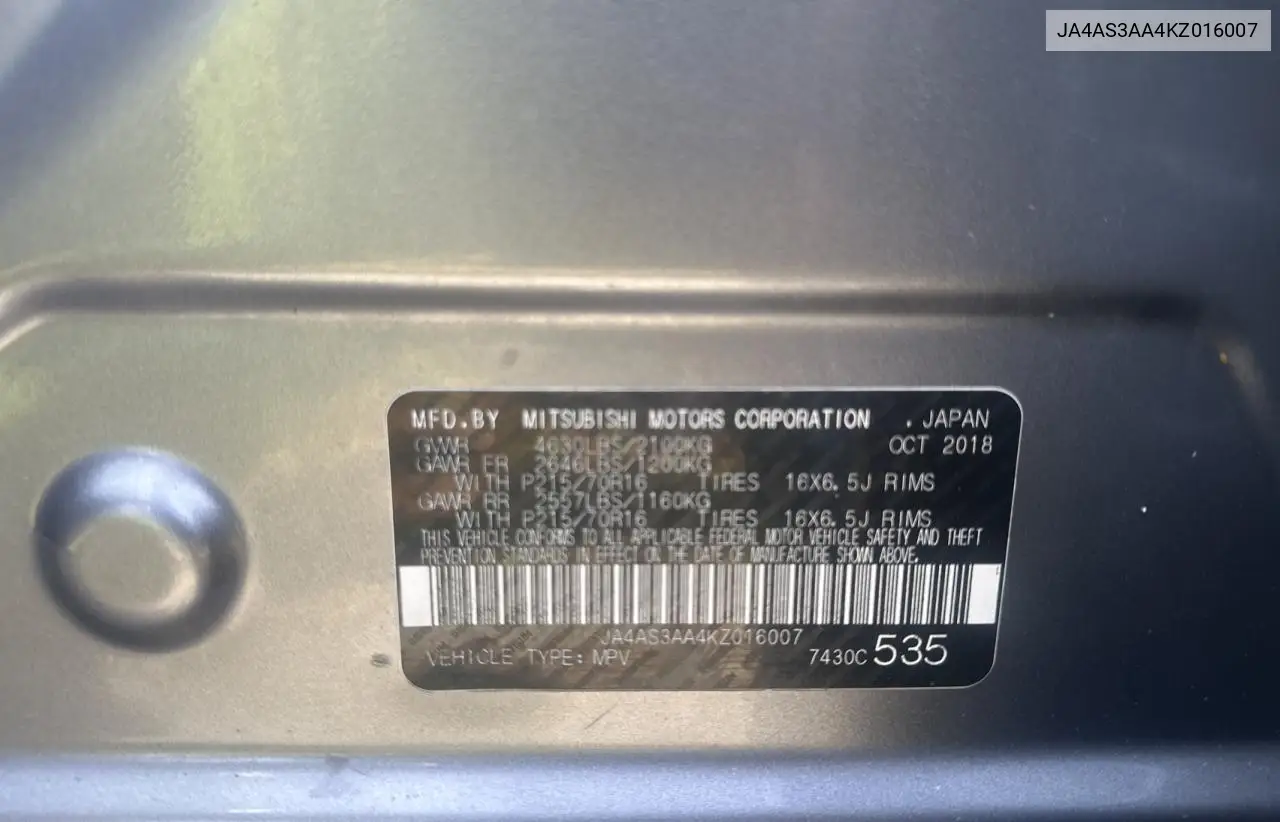 JA4AS3AA4KZ016007
MFD.BY MITSUBISHI MOTORS CORPORATION . JAPAN
GVWR 4630LBS/2100KG OCT 2018
GAWR FR 2646LBS/1200KG
WITH P215/70R16 TIRES 16X6.5J RIMS
GAWR RR 2557LBS/1160KG
WITH P215/70R16 TIRES 16X6.5J RIMS
THIS VEHICLE CONFORMS TO ALL APPLICABLE FEDERAL MOTOR VEHICLE SAFETY AND THEFT
PREVENTION STANDARDS IN EFFECT ON THE DATE OF MANUFACTURE SHOWN ABOVE.
JA4AS3AA4KZ016007
VEHICLE TYPE: MPV 7430C 535